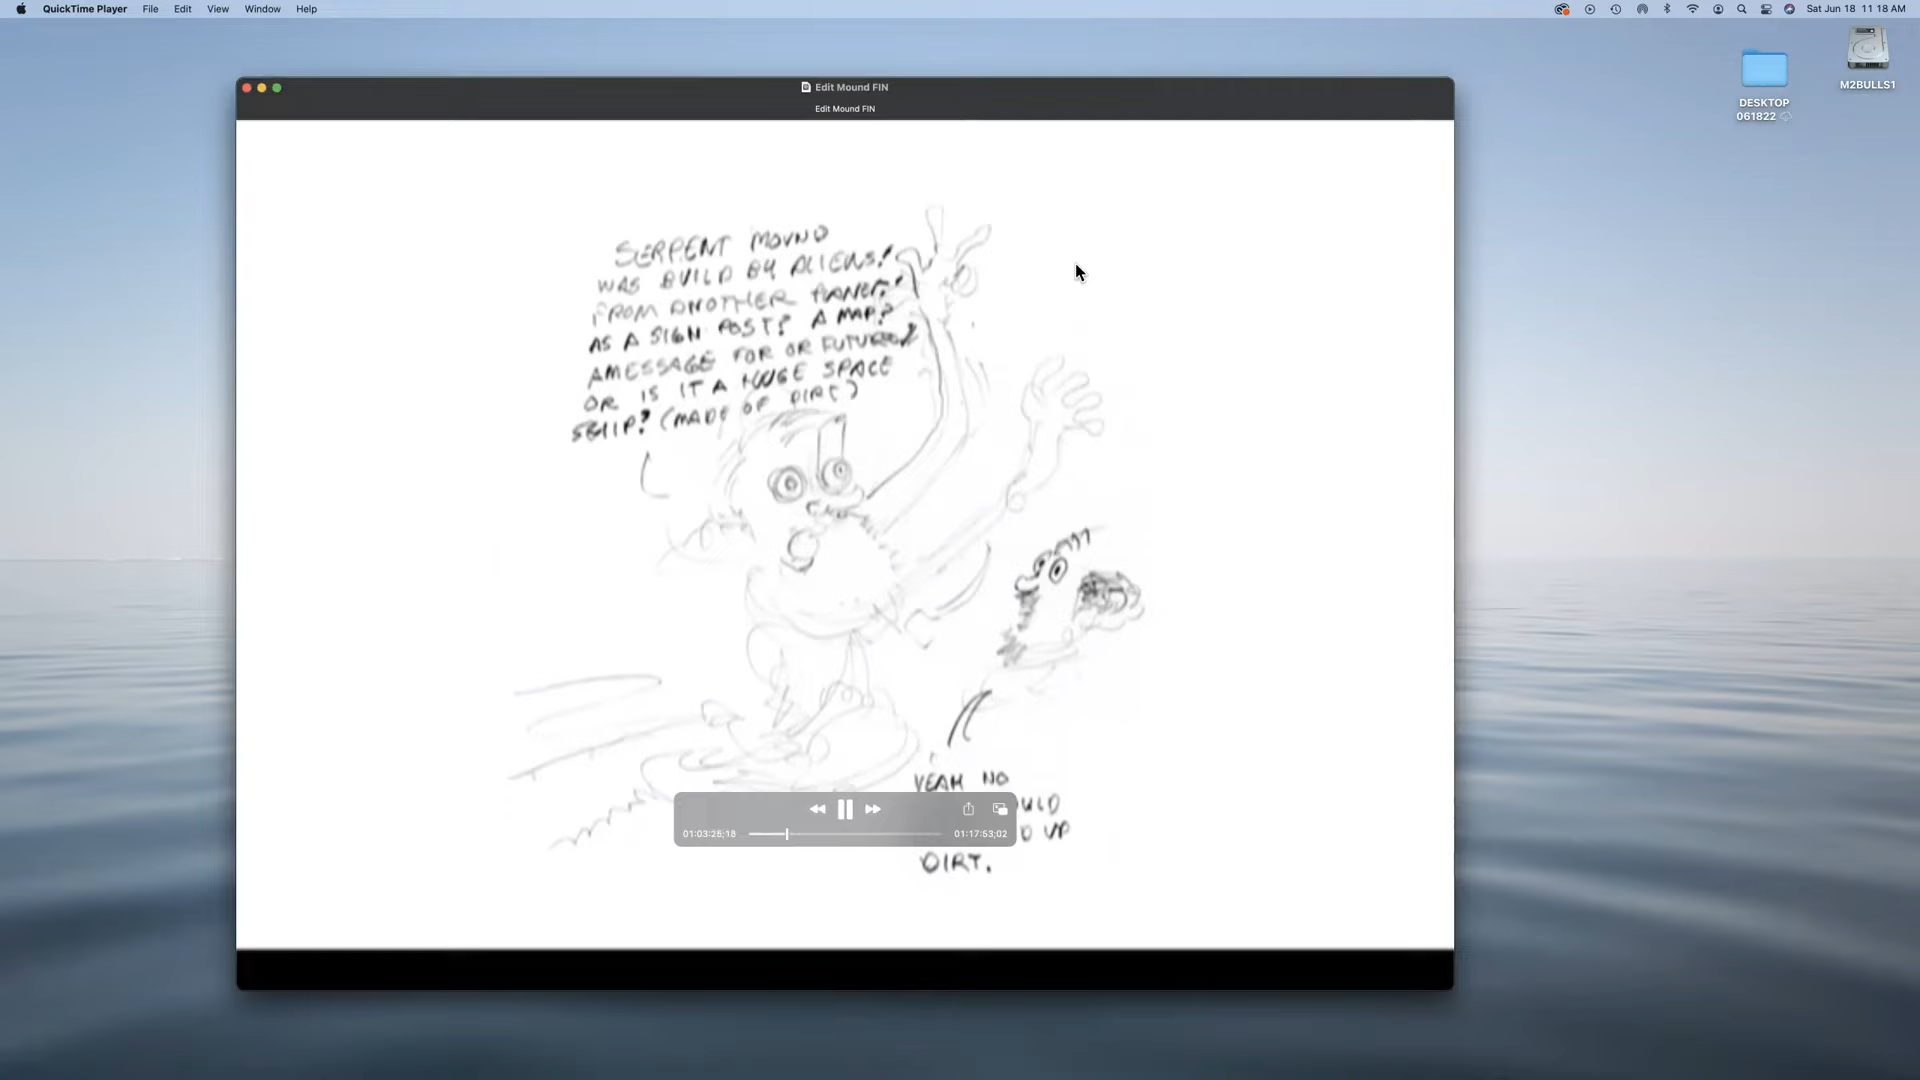 QuickTime Player File Edit View Window Help
Sat Jun 18 11 18 AM
M2BULLS1
DESKTOP
061822
Edit Mound FIN
Edit Mound FIN
SERPENT MOUND
WAS BUILD BY ALIENS!
FROM ANOTHER PLANET!
AS A SIGN POST? A MAP?
A MESSAGE FOR OR FUTURE?
OR IS IT A HUGE SPACE
SHIP? (MADE OF DIRT)
YEAH NO
OULD
D UP
DIRT.
01:03:25;18
01:17:53;02